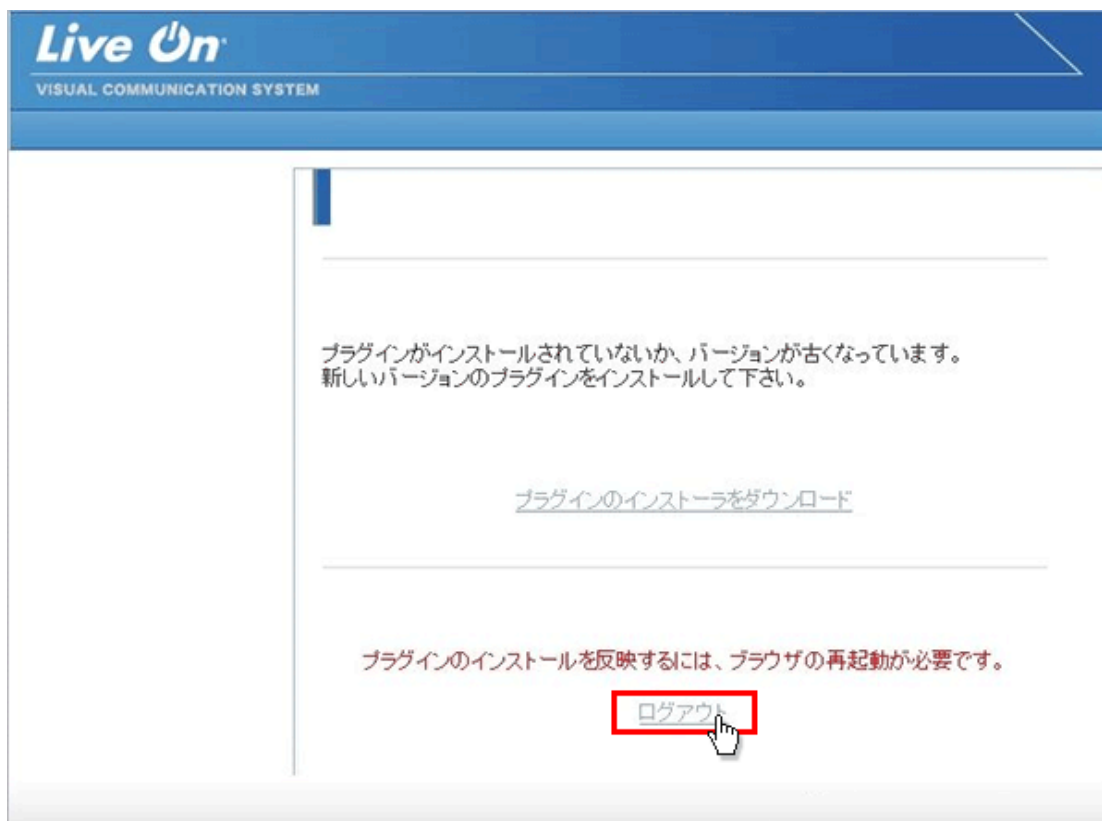 Live On
VISUAL COMMUNICATION SYSTEM
プラグインがインストールされていないか、バージョンが古くなっています。
新しいバージョンのプラグインをインストールして下さい。
プラグインのインストーラをダウンロード
プラグインのインストールを反映するには、ブラウザの再起動が必要です。
ログアウト